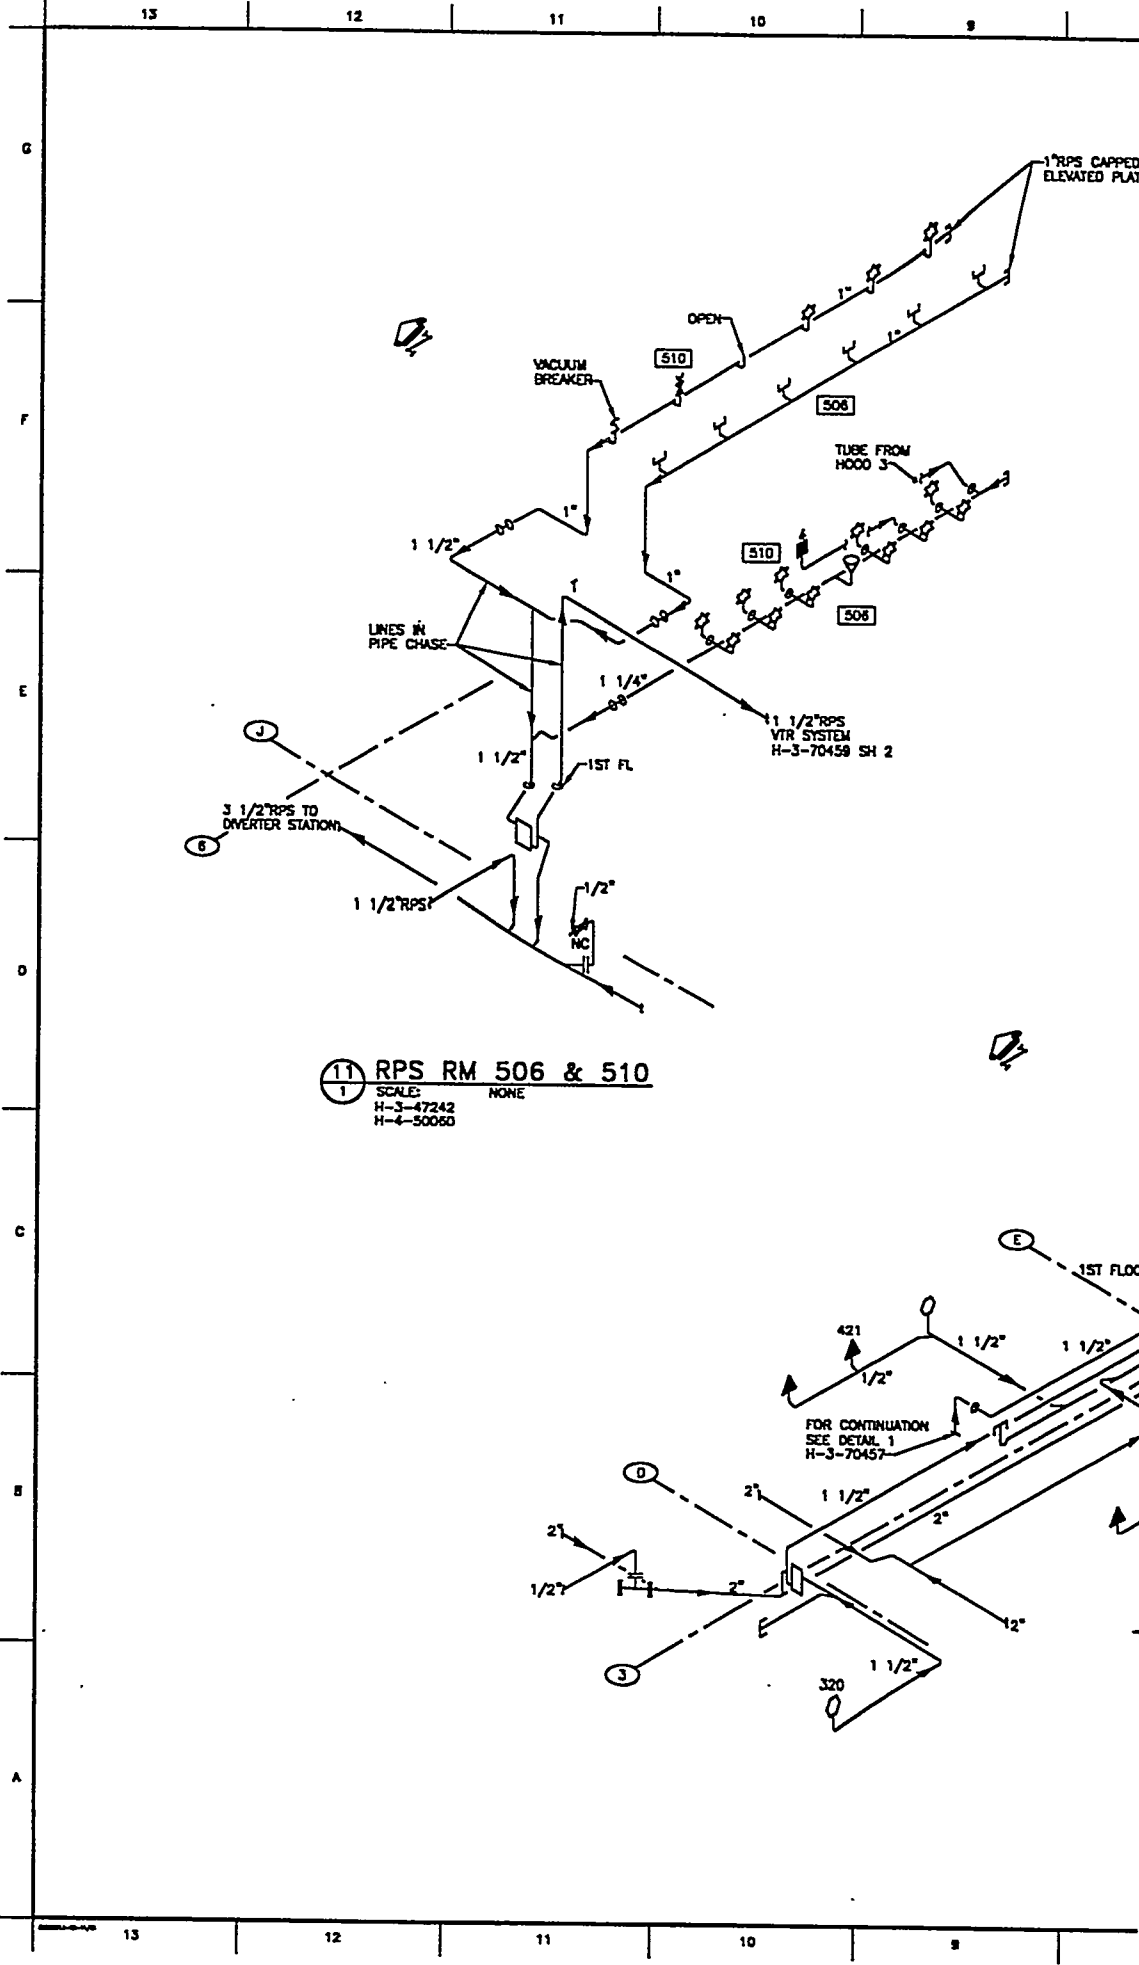 13 12 11 10 9
G
1"RPS CAPPED
ELEVATED PLAT
1"
OPEN
1"
510
VACUUM
BREAKER
F
506
TUBE FROM
HOOD 3
1"
4
1 1/2"
510
1"
506
LINES IN
PIPE CHASE
E
1 1/4"
1 1/2"RPS
VTR SYSTEM
H-3-70459 SH 2
J
1 1/2"
1ST FL
3 1/2"RPS TO
DIVERTER STATION
6
1/2"
1 1/2"RPS
NC
D
11 RPS RM 506 & 510
1 SCALE: NONE
H-3-47242
H-4-50060
C
E
1ST FLOO
421
1 1/2"
1 1/2"
1/2"
FOR CONTINUATION
SEE DETAIL 1
H-3-70457
D
2"
1 1/2"
B
2"
2"
1/2"
2"
2"
3
1 1/2"
320
A
13 12 11 10 9